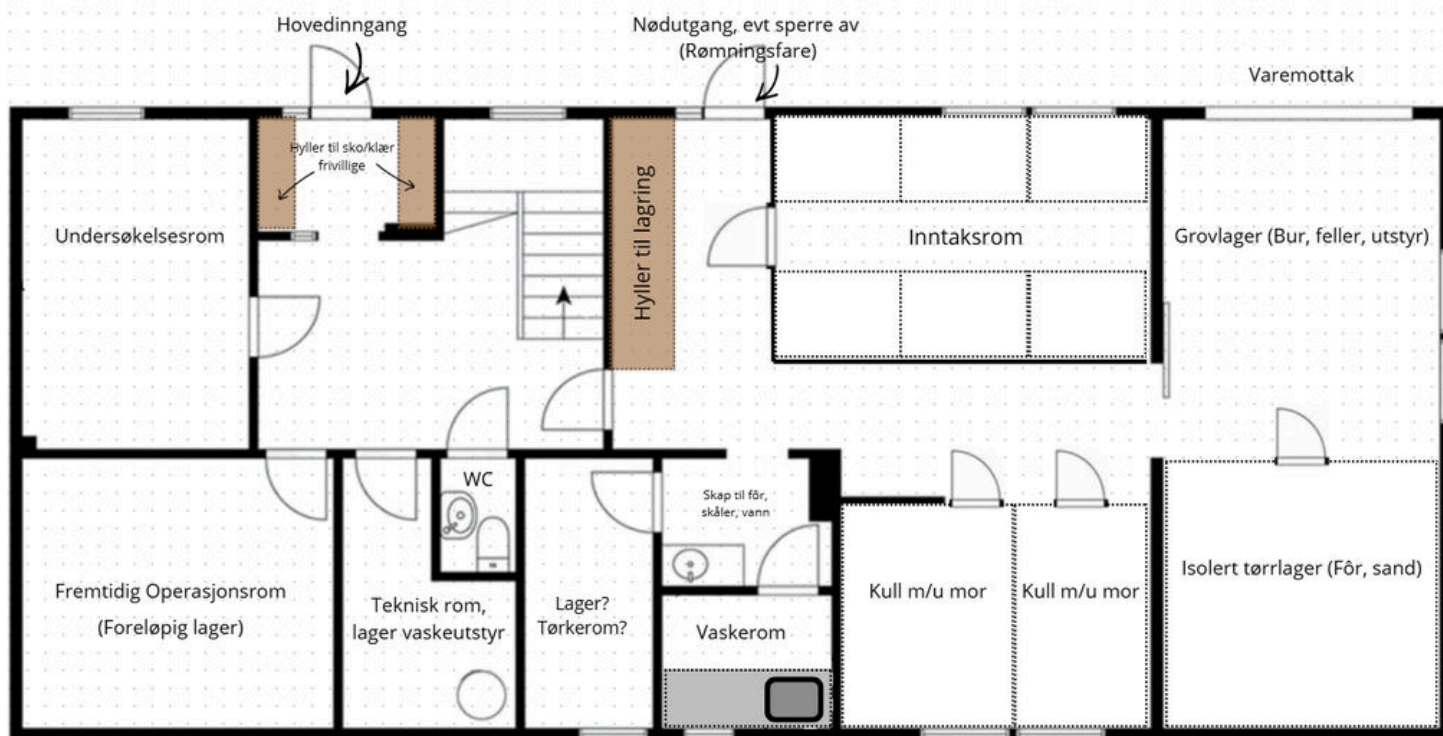 Hovedinngang
Nødutgang, evt sperre av
(Rømningsfare)
Varemottak
Hyller til sko/klær
frivillige
Undersøkelsesrom
Hyller til lagring
Inntaksrom
Grovlager (Bur, feller, utstyr)
WC
Skap til fôr,
skåler, vann
Fremtidig Operasjonsrom
(Foreløpig lager)
Teknisk rom,
lager vaskeutstyr
Lager?
Tørkerom?
Vaskerom
Kull m/u mor
Kull m/u mor
Isolert tørrlager (Fôr, sand)